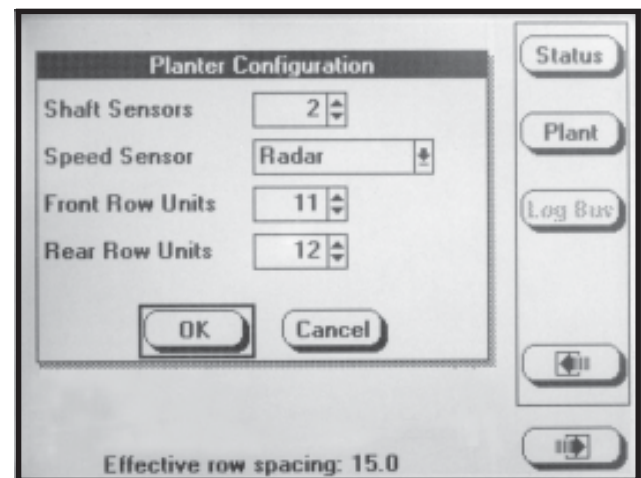 Planter Configuration
Shaft Sensors 2
Speed Sensor Radar
Front Row Units 11
Rear Row Units 12
OK Cancel
Effective row spacing: 15.0
Status
Plant
Log Bus